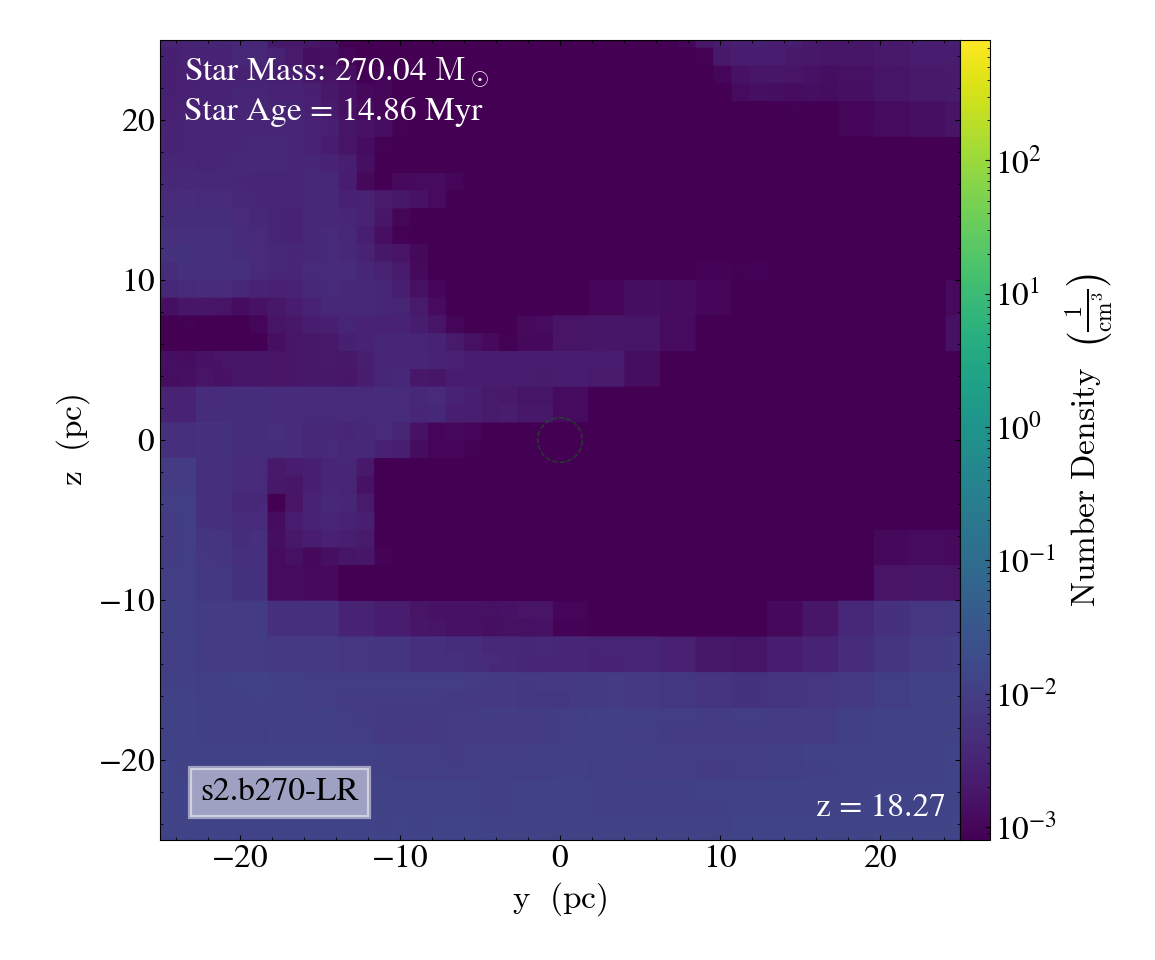 Star Mass: 270.04 M⊙
Star Age = 14.86 Myr
20
10
0
−10
−20
z (pc)
−20
−10
0
10
20
y (pc)
s2.b270-LR
z = 18.27
10²
10¹
10⁰
10⁻¹
10⁻²
10⁻³
Number Density (1/cm³)